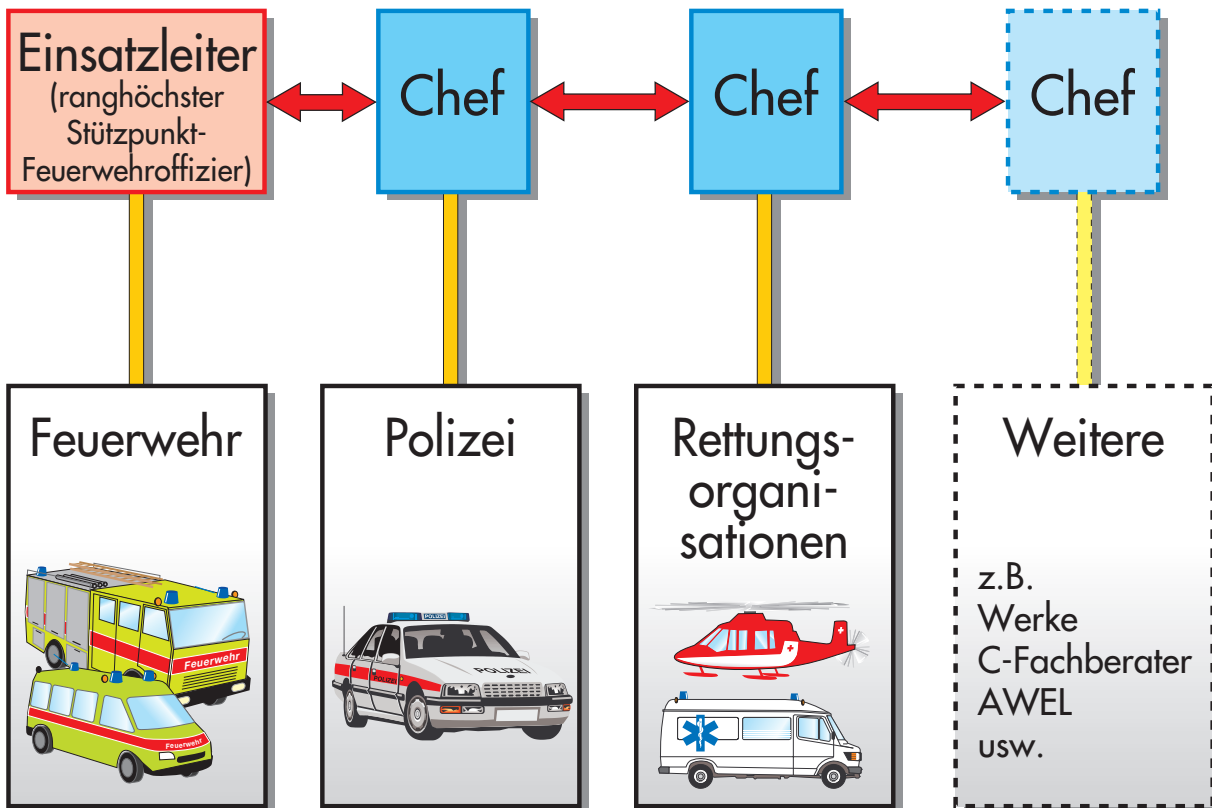 Einsatzleiter
(ranghöchster
Stützpunkt-
Feuerwehroffizier)
Chef
Chef
Chef
Feuerwehr
Feuerwehr
Feuerwehr
Polizei
POLIZEI
POLIZEI
POLIZEI
Rettungs-
organi-
sationen
Weitere
z.B.
Werke
C-Fachberater
AWEL
usw.